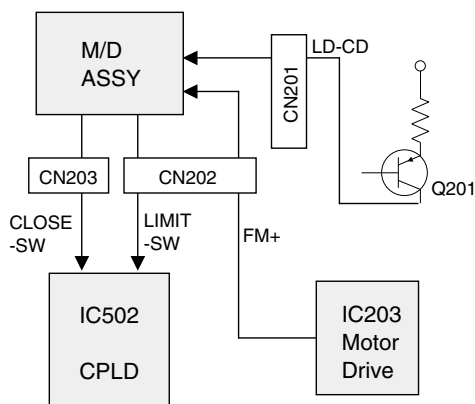 M/D
ASSY
LD-CD
CN201
Q201
CN203
CN202
CLOSE
-SW
LIMIT
-SW
FM+
IC502
CPLD
IC203
Motor
Drive